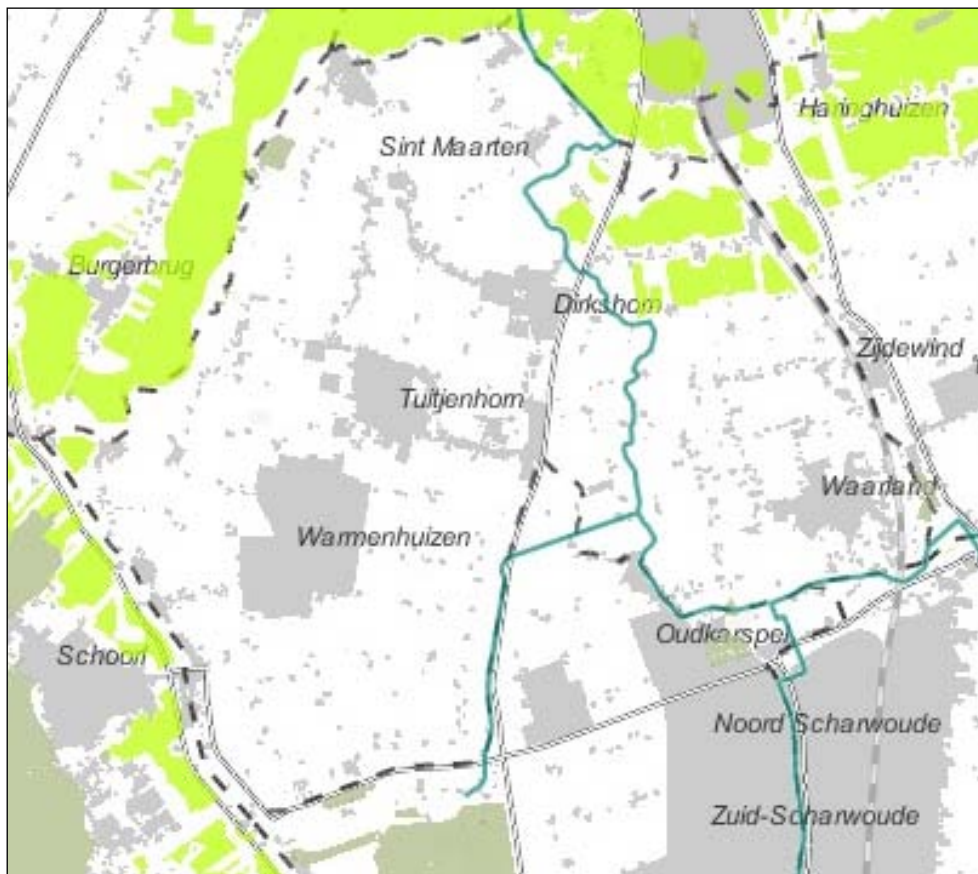 Haringhuizen
Sint Maarten
Burgerbrug
Dirkshorn
Zijdewind
Tuitjenhorn
Waarland
Warmenhuizen
Oudkarspel
Schoorl
Noord Scharwoude
Zuid-Scharwoude